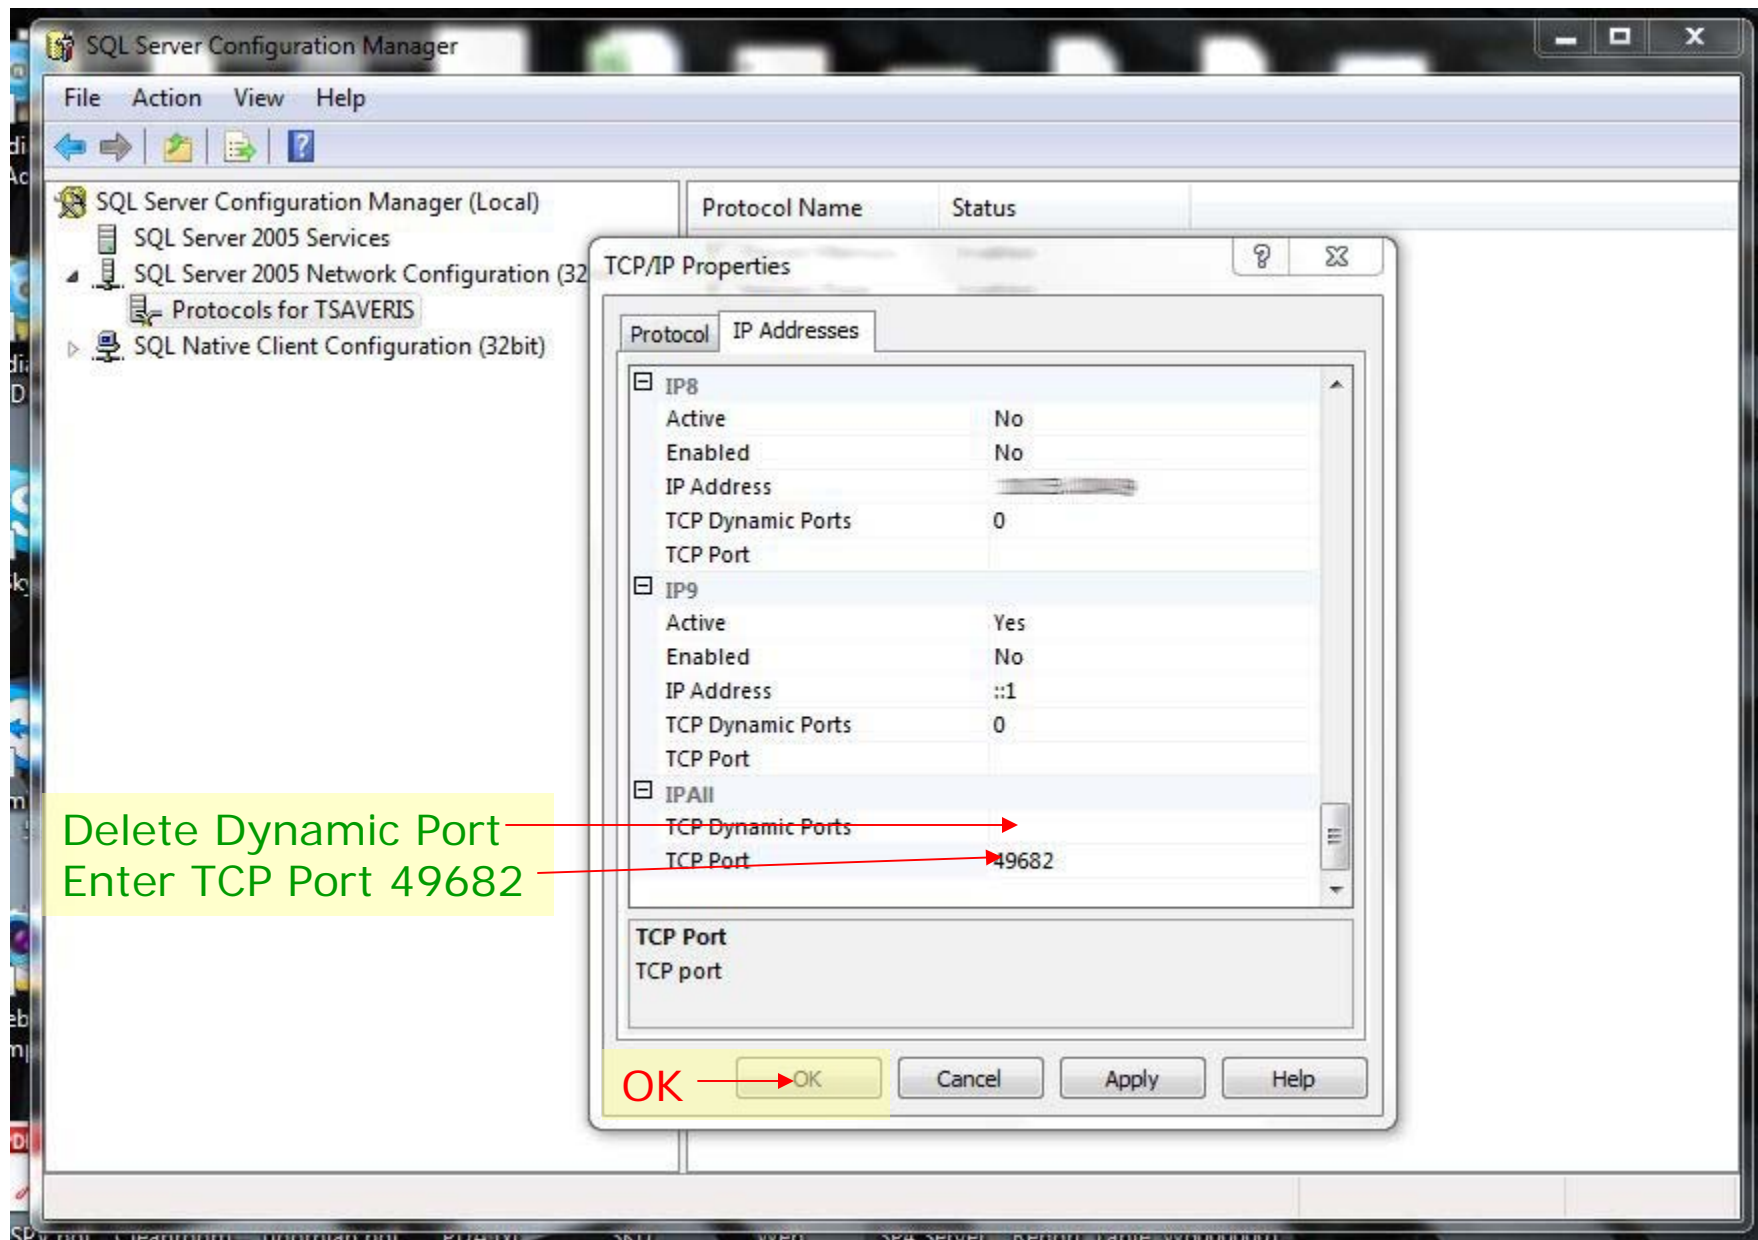 SQL Server Configuration Manager
File Action View Help
SQL Server Configuration Manager (Local)
SQL Server 2005 Services
SQL Server 2005 Network Configuration (32
Protocols for TSAVERIS
SQL Native Client Configuration (32bit)
Protocol Name Status
TCP/IP Properties
Protocol IP Addresses
IP8
Active No
Enabled No
IP Address
TCP Dynamic Ports 0
TCP Port
IP9
Active Yes
Enabled No
IP Address ::1
TCP Dynamic Ports 0
TCP Port
IPAll
TCP Dynamic Ports
TCP Port 49682
Delete Dynamic Port
Enter TCP Port 49682
TCP Port
TCP port
OK
OK Cancel Apply Help